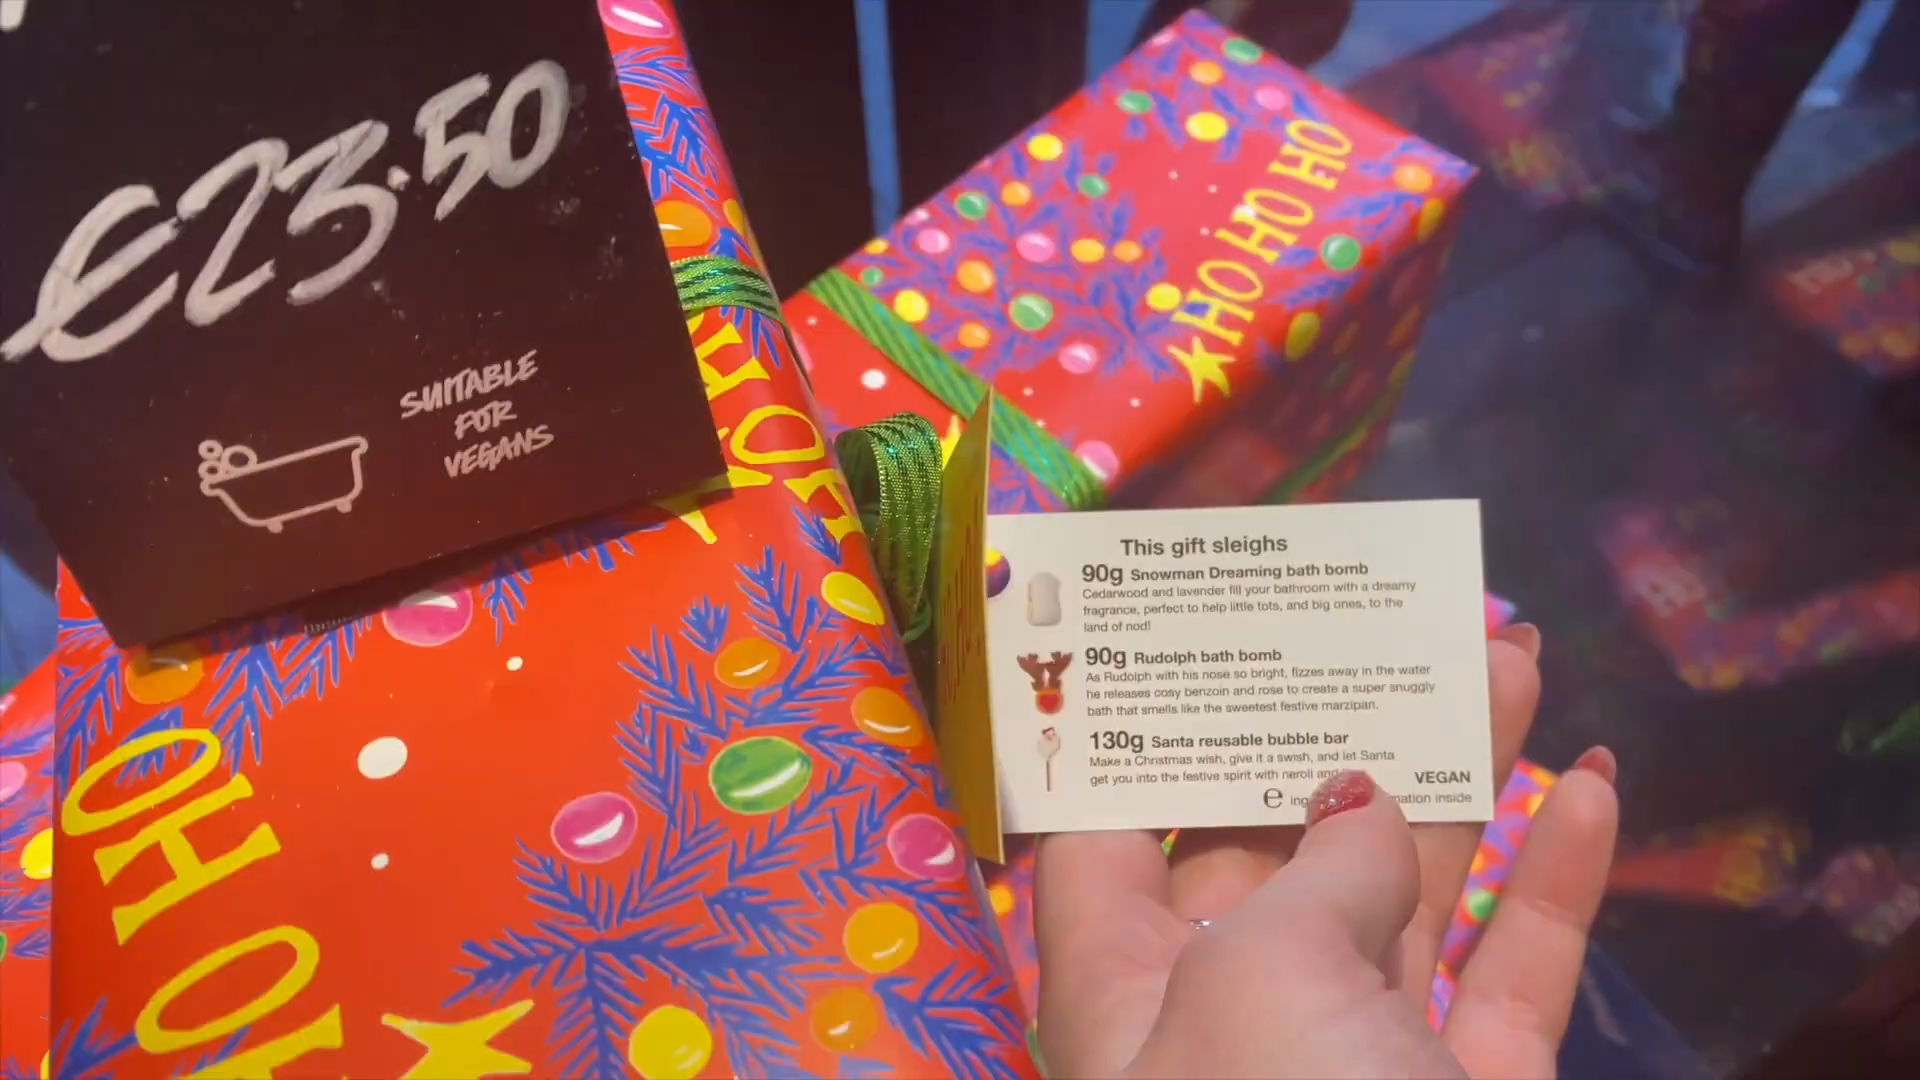 €23.50
SUITABLE
FOR
VEGANS
HO HO HO
This gift sleighs
90g Snowman Dreaming bath bomb
Cedarwood and lavender fill your bathroom with a dreamy
fragrance, perfect to help little tots, and big ones, to the
land of nod!
90g Rudolph bath bomb
As Rudolph with his nose so bright, fizzes away in the water
he releases cosy benzoin and rose to create a super snuggly
bath that smells like the sweetest festive marzipan.
130g Santa reusable bubble bar
Make a Christmas wish, give it a swish, and let Santa
get you into the festive spirit with neroli and
VEGAN
e inside
HO HO
HO HO